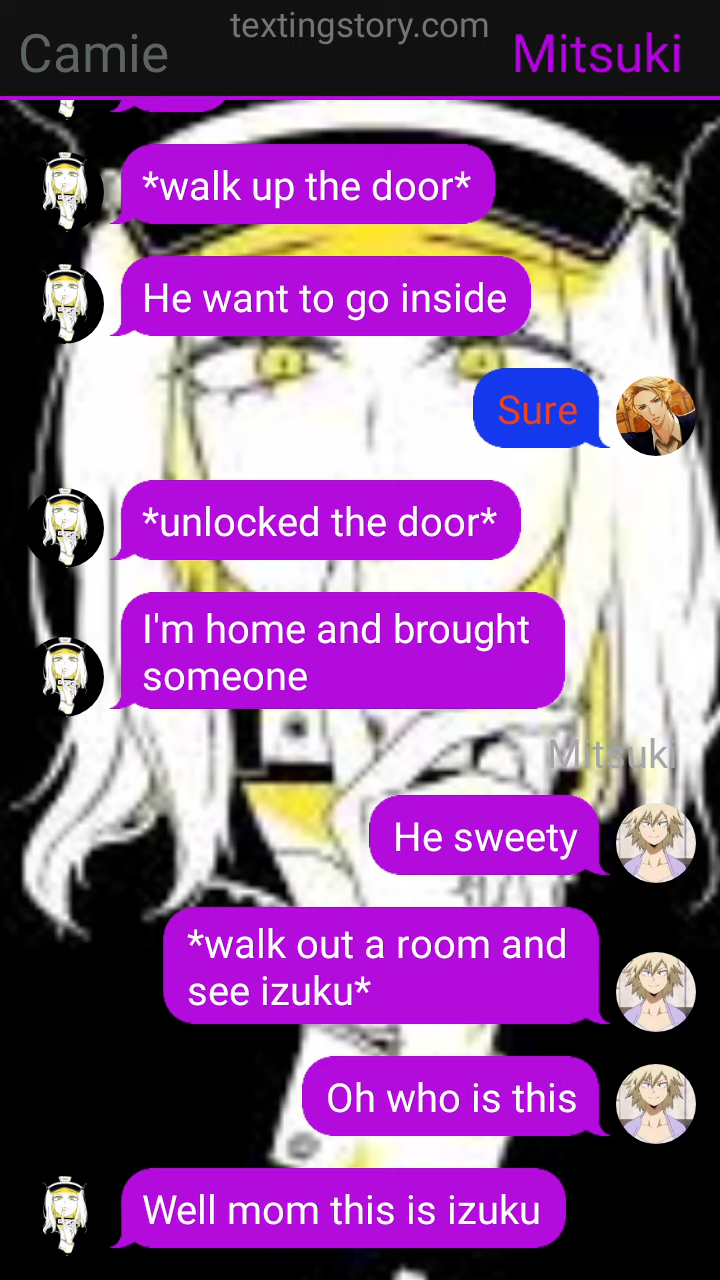 textingstory.com
Camie
Mitsuki
*walk up the door*
He want to go inside
Sure
*unlocked the door*
I'm home and brought
someone
Mitsuki
He sweety
*walk out a room and
see izuku*
Oh who is this
Well mom this is izuku